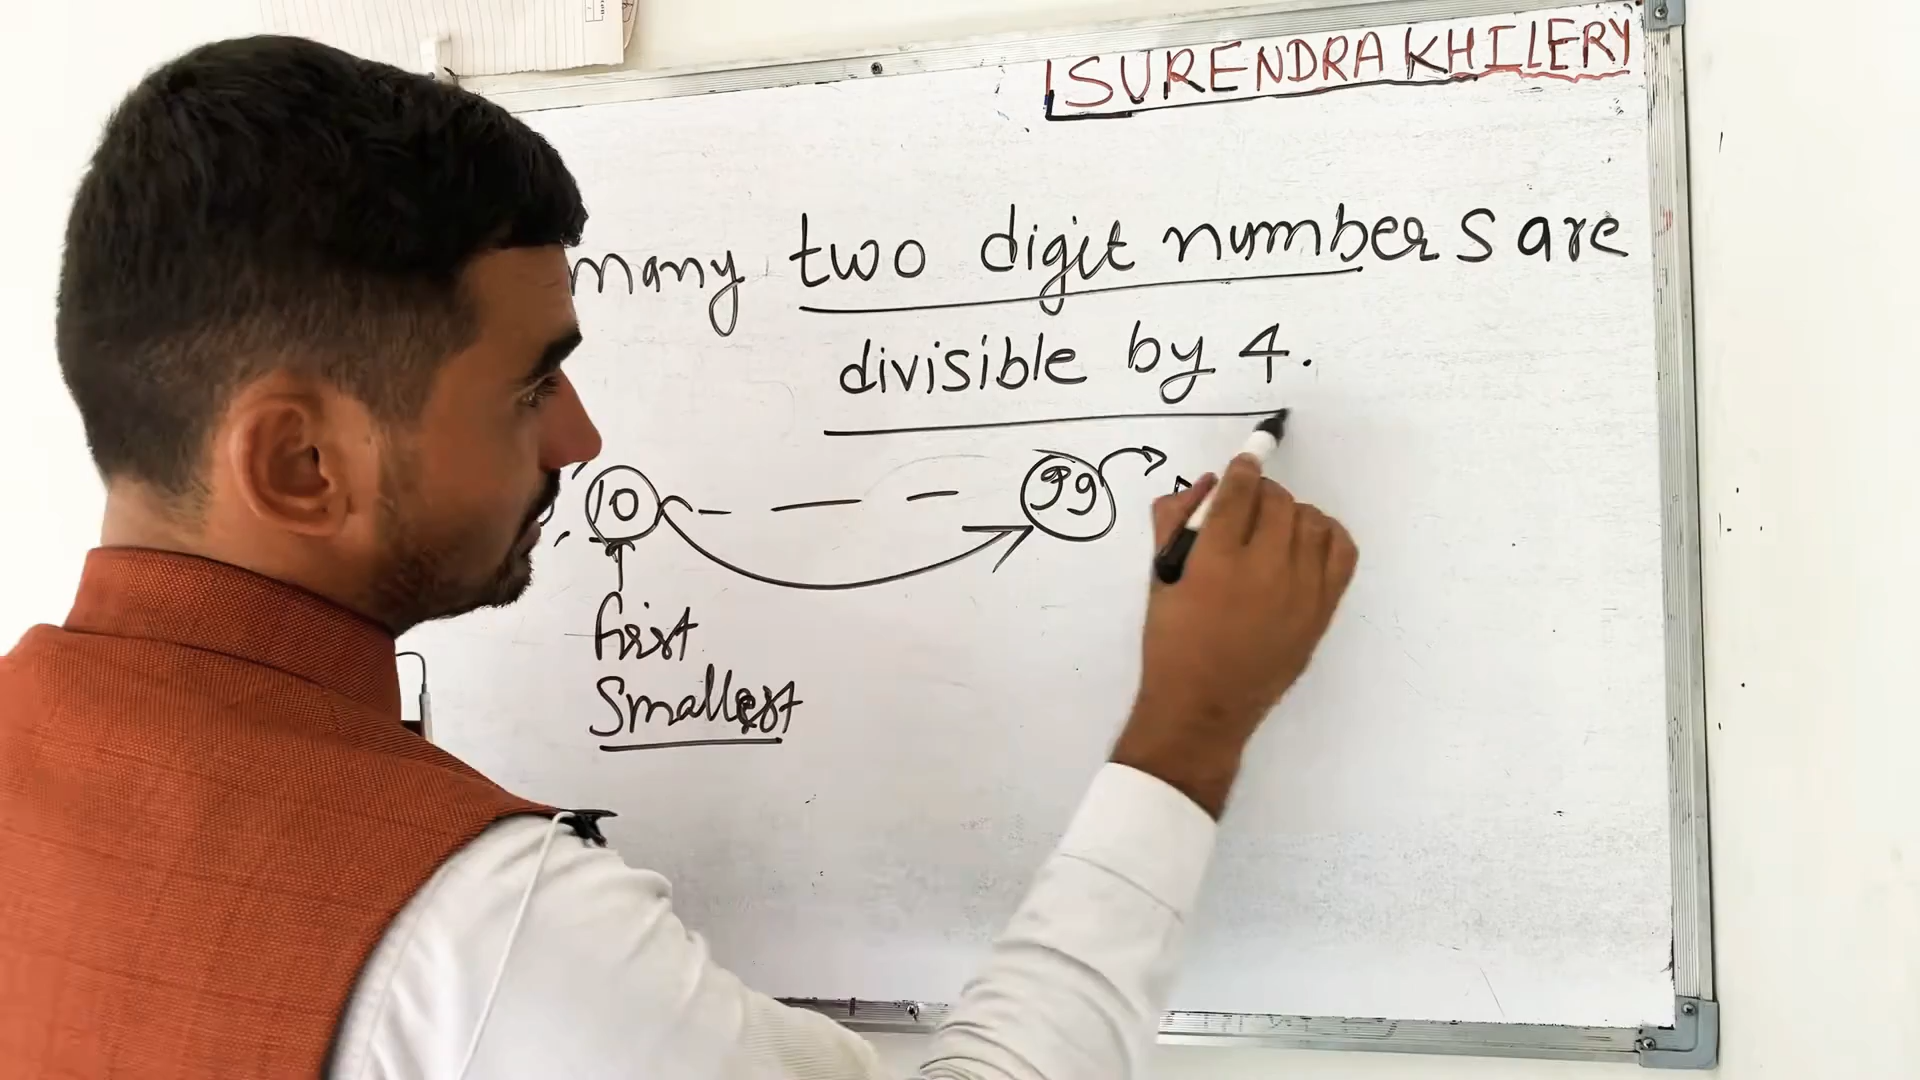 SURENDRA KHILERY
many two digit numbers are
divisible by 4.
10 99
first
Smallest